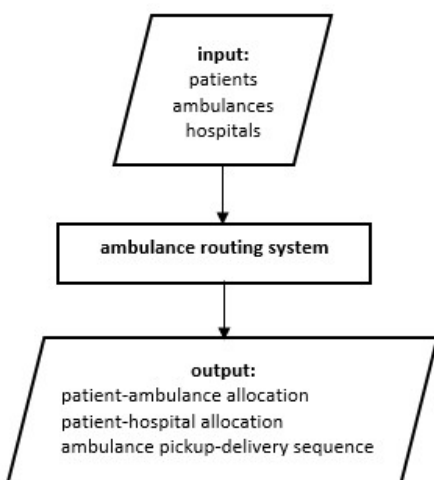 input:
patients
ambulances
hospitals
ambulance routing system
output:
patient-ambulance allocation
patient-hospital allocation
ambulance pickup-delivery sequence